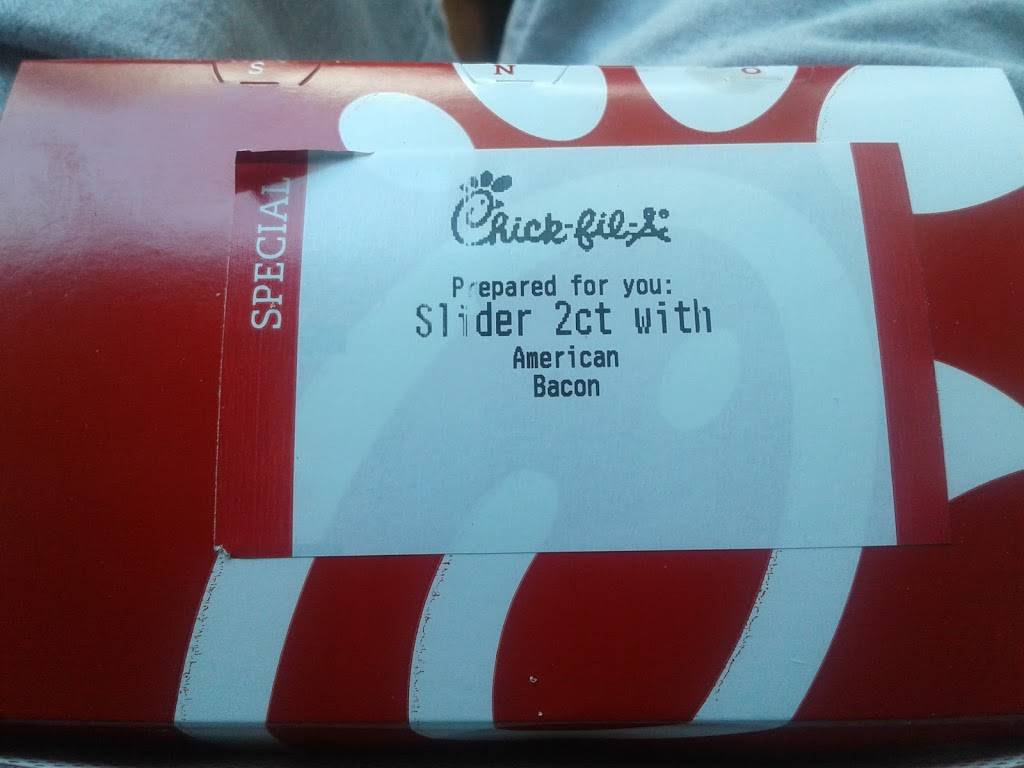 S
N
O
SPECIAL
Chick-fil-A
Prepared for you:
Slider 2ct with
American
Bacon